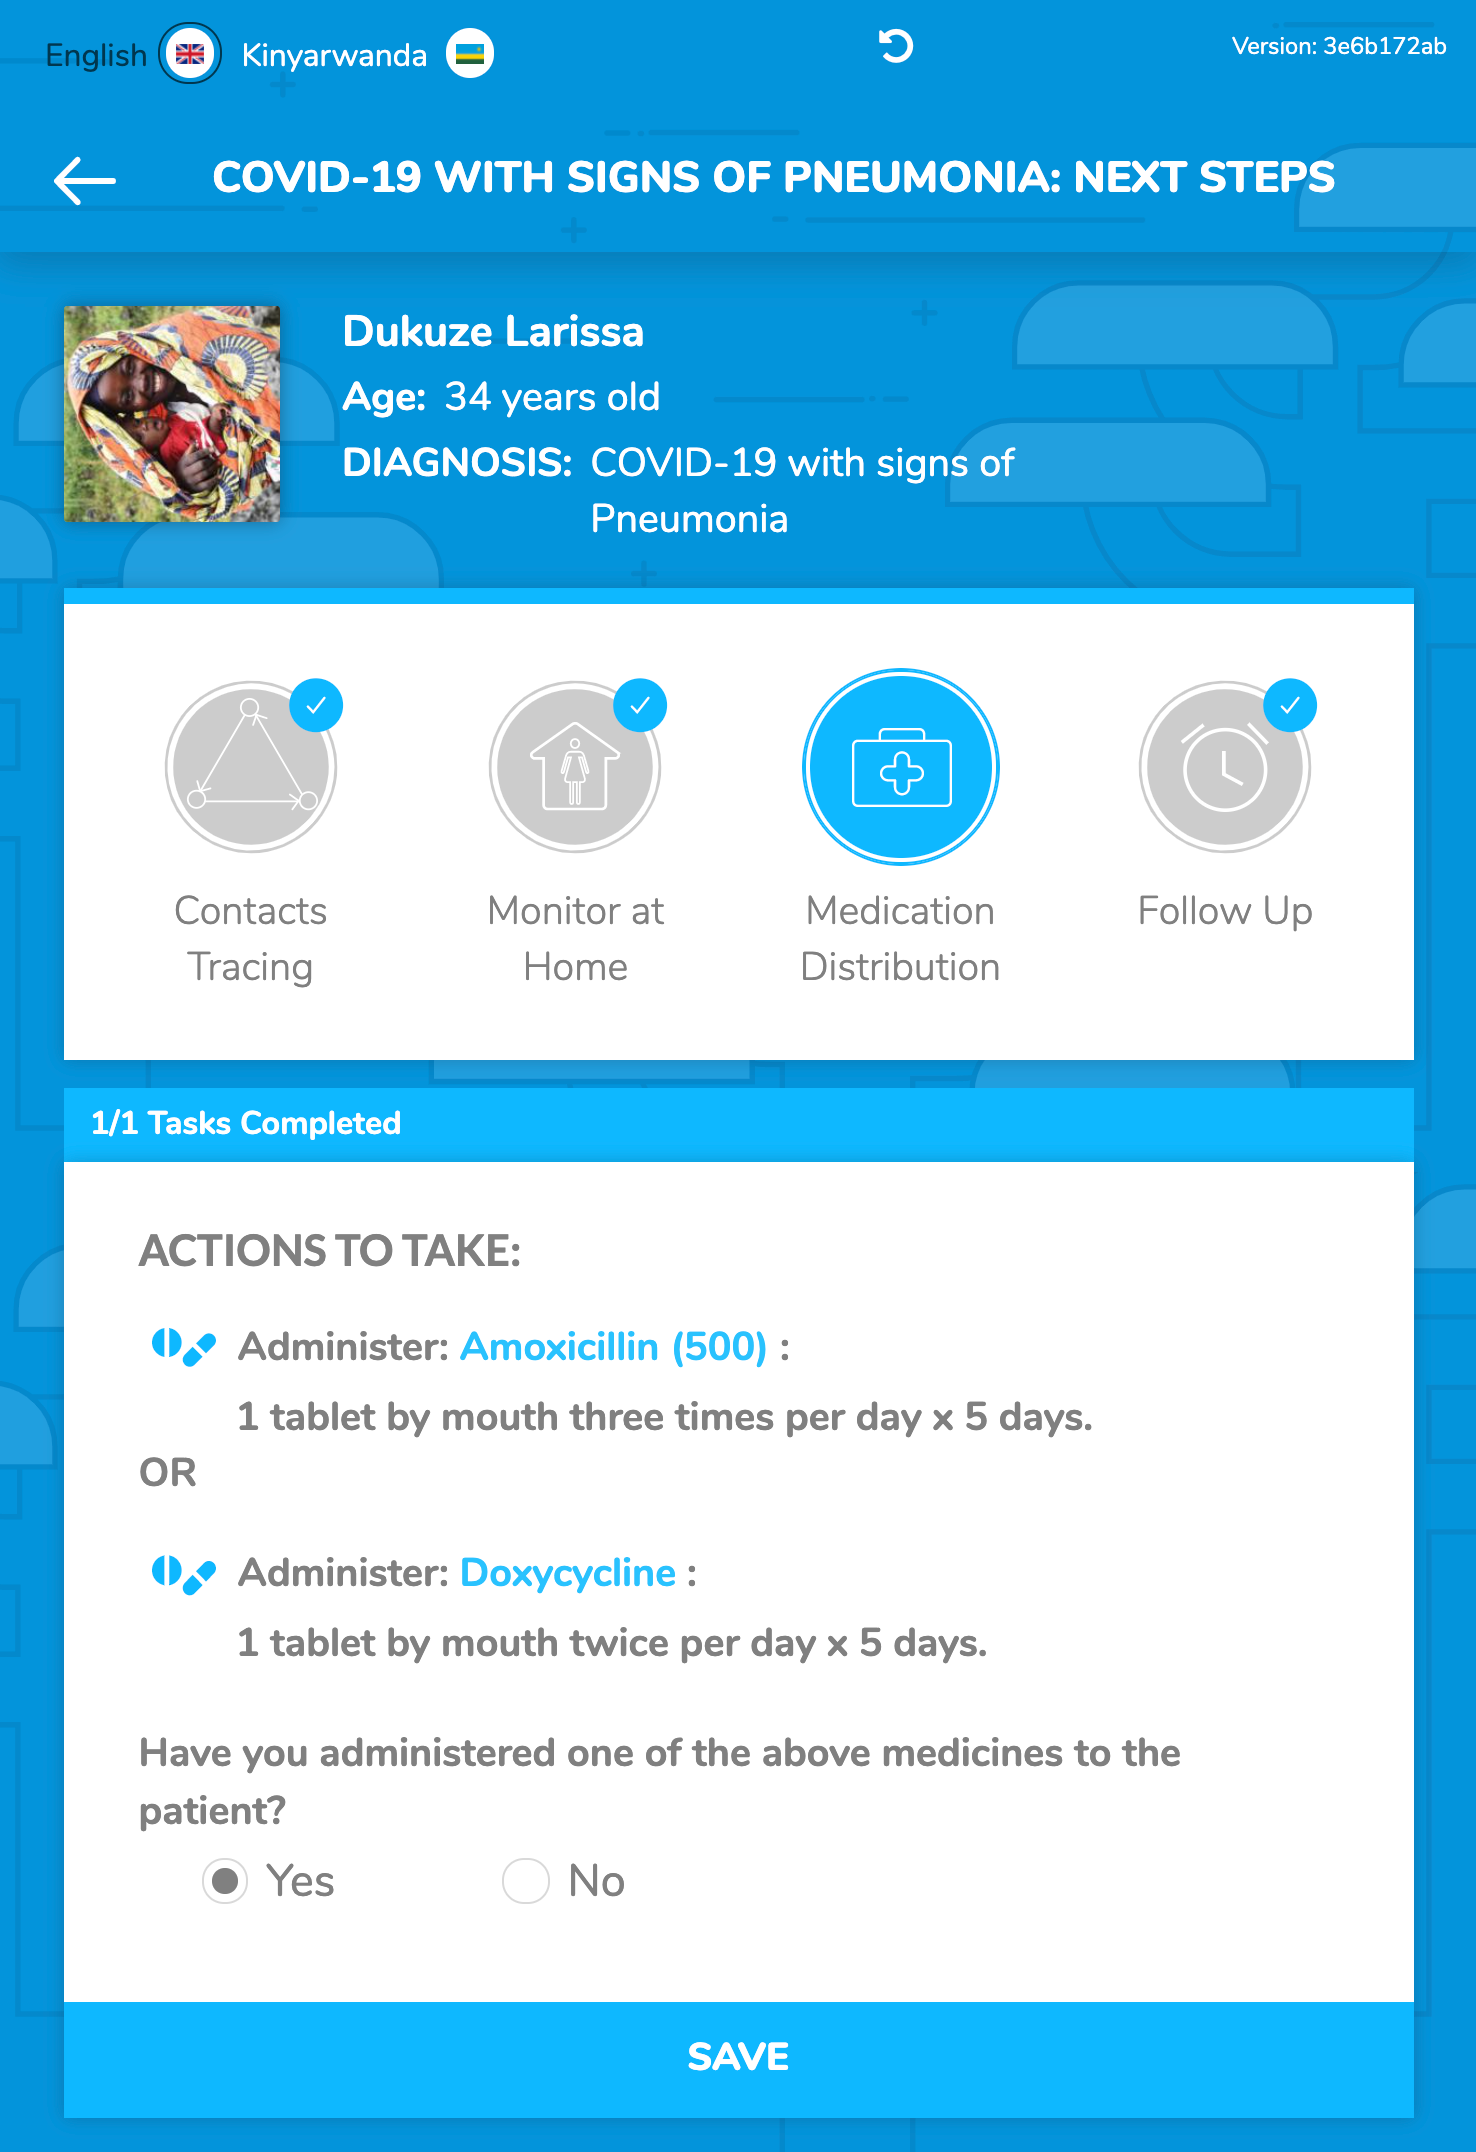 English Kinyarwanda Version: 3e6b172ab
COVID-19 WITH SIGNS OF PNEUMONIA: NEXT STEPS
Dukuze Larissa
Age: 34 years old
DIAGNOSIS: COVID-19 with signs of
Pneumonia
Contacts
Tracing
Monitor at
Home
Medication
Distribution
Follow Up
1/1 Tasks Completed
ACTIONS TO TAKE:
Administer: Amoxicillin (500) :
1 tablet by mouth three times per day x 5 days.
OR
Administer: Doxycycline :
1 tablet by mouth twice per day x 5 days.
Have you administered one of the above medicines to the
patient?
Yes No
SAVE